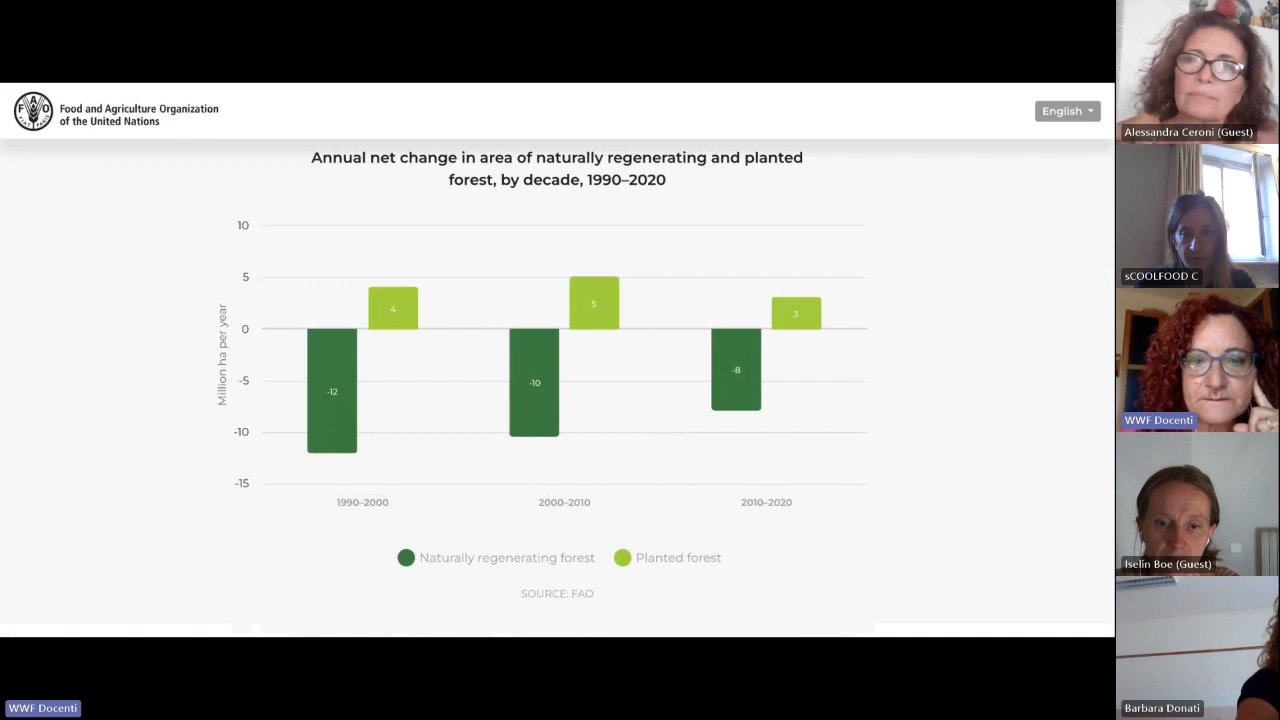 FAO
FIAT PANIS
Food and Agriculture Organization
of the United Nations
English
Annual net change in area of naturally regenerating and planted
forest, by decade, 1990–2020
Million ha per year
10
5
0
-5
-10
-15
4
5
3
-12
-10
-8
1990–2000
2000–2010
2010–2020
Naturally regenerating forest
Planted forest
SOURCE: FAO
WWF Docenti
Alessandra Ceroni (Guest)
sCOOLFOOD C
WWF Docenti
Iselin Boe (Guest)
Barbara Donati